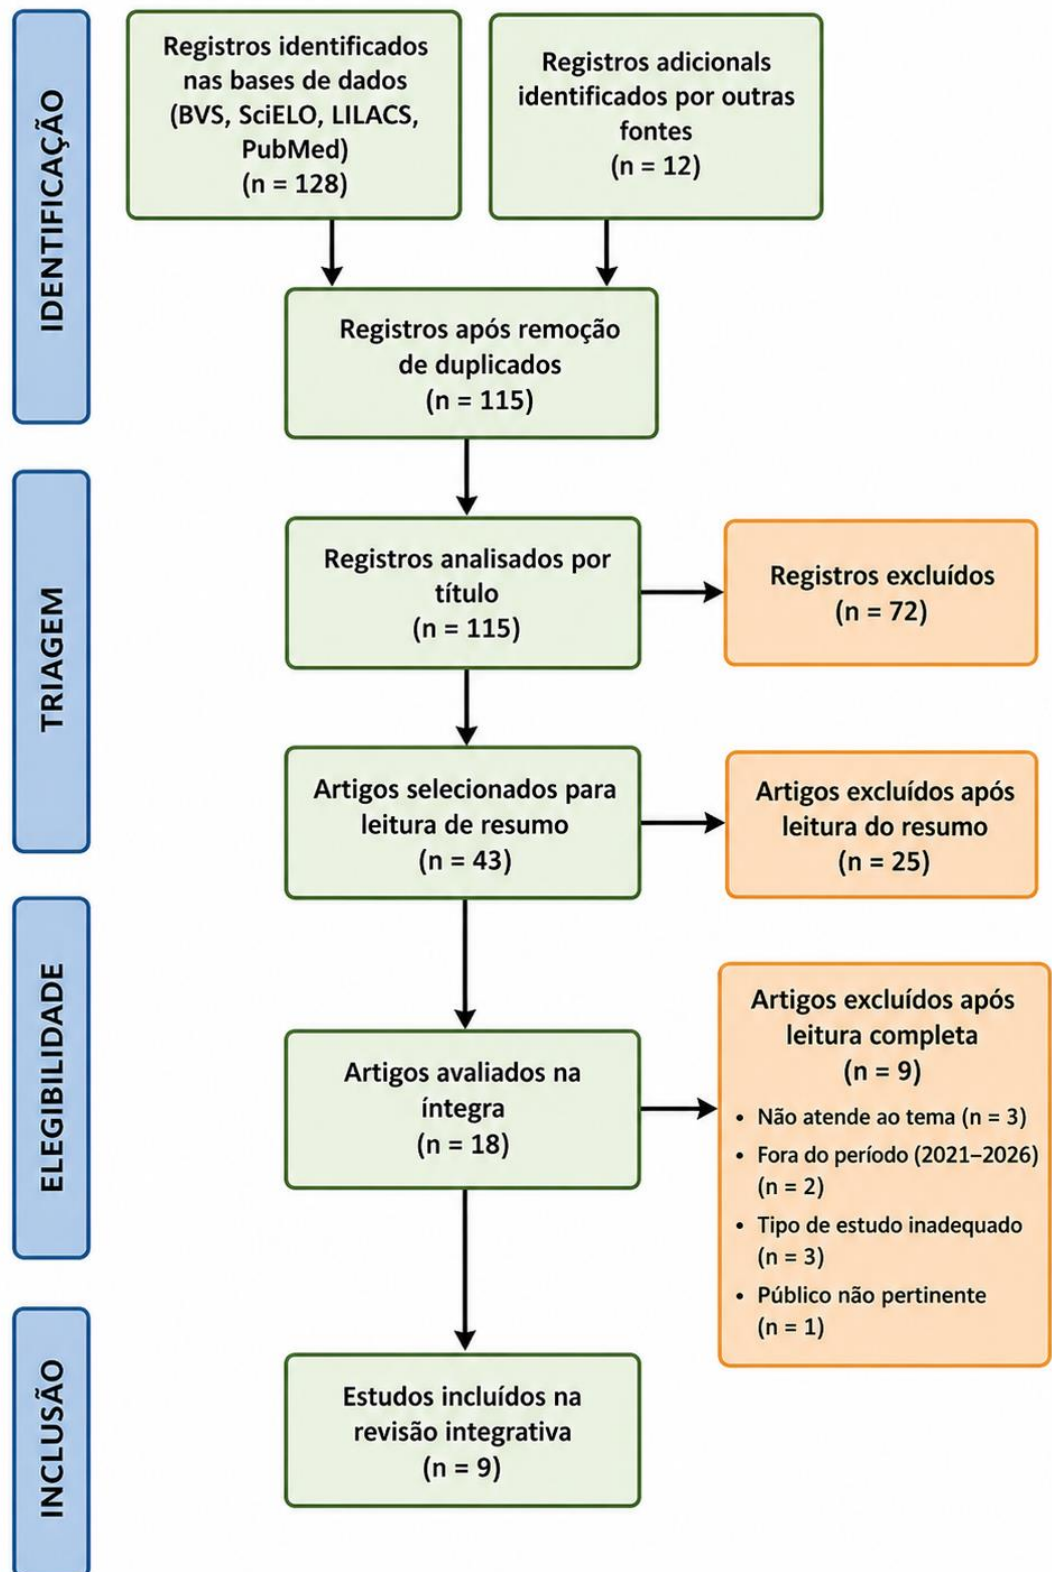 IDENTIFICAÇÃO
Registros identificados
nas bases de dados
(BVS, SciELO, LILACS,
PubMed)
(n = 128)
Registros adicionals
identificados por outras
fontes
(n = 12)
Registros após remoção
de duplicados
(n = 115)
TRIAGEM
Registros analisados por
título
(n = 115)
Registros excluídos
(n = 72)
Artigos selecionados para
leitura de resumo
(n = 43)
Artigos excluídos após
leitura do resumo
(n = 25)
ELEGIBILIDADE
Artigos avaliados na
íntegra
(n = 18)
Artigos excluídos após
leitura completa
(n = 9)
• Não atende ao tema (n = 3)
• Fora do período (2021–2026)
(n = 2)
• Tipo de estudo inadequado
(n = 3)
• Público não pertinente
(n = 1)
INCLUSÃO
Estudos incluídos na
revisão integrativa
(n = 9)